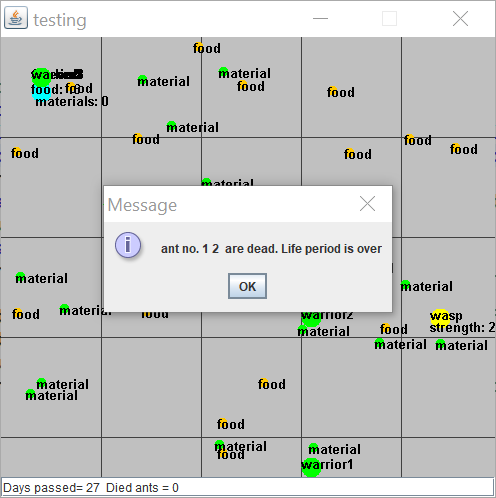 testing
food
material
food
food
food
materials: 0
material
food
material
food
food
food
food
food
material
Message
ant no. 1 2 are dead. Life period is over
OK
material
material
food
material
food
warrior2
material
wasp
strength: 2
food
material
material
material
material
food
food
material
food
material
warrior1
Days passed= 27 Died ants = 0